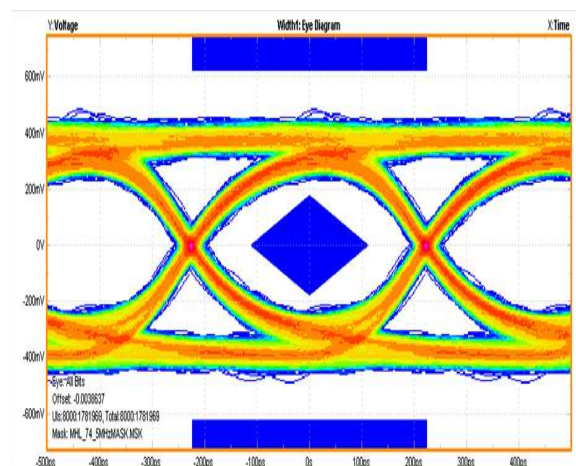 Y:Voltage
Width1: Eye Diagram
X:Time
600mV
400mV
200mV
0V
-200mV
-400mV
-600mV
Eye: All Bits
Offset: -0.0038637
UIs:8000:1781969, Total:8000:1781969
Mask: MHL_74_5MHzMASK.MSK
-500ps
-400ps
-300ps
-200ps
-100ps
0s
100ps
200ps
300ps
400ps